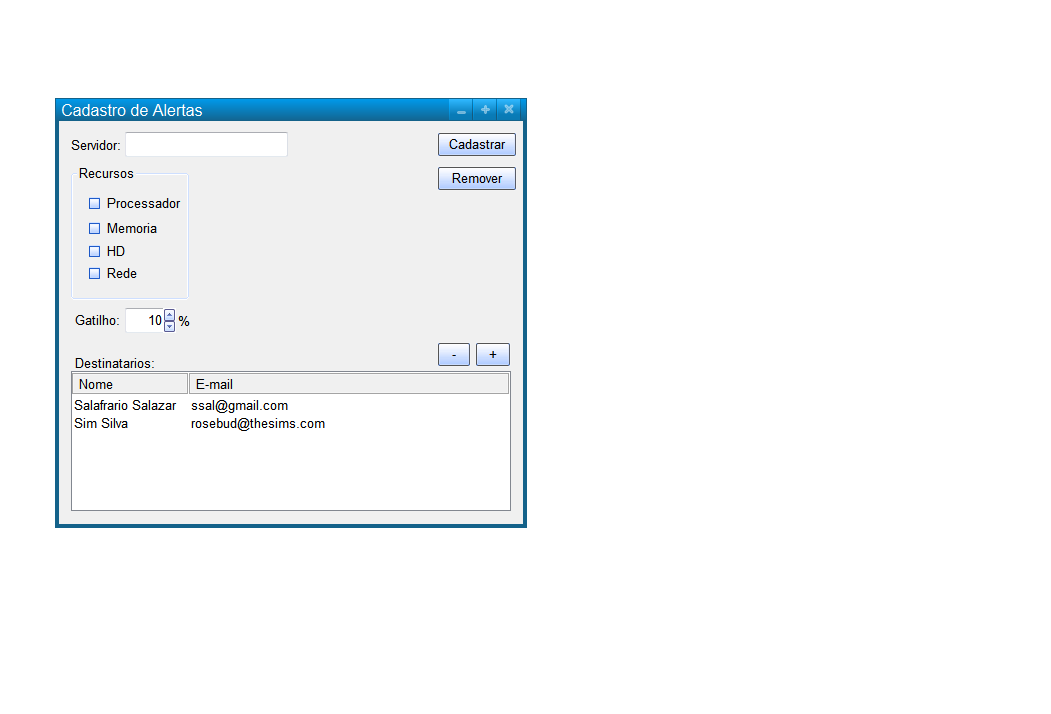 Cadastro de Alertas
Servidor:
Cadastrar
Recursos
Remover
Processador
Memoria
HD
Rede
Gatilho: 10 %
Destinatarios:
- +
Nome E-mail
Salafrario Salazar ssal@gmail.com
Sim Silva rosebud@thesims.com